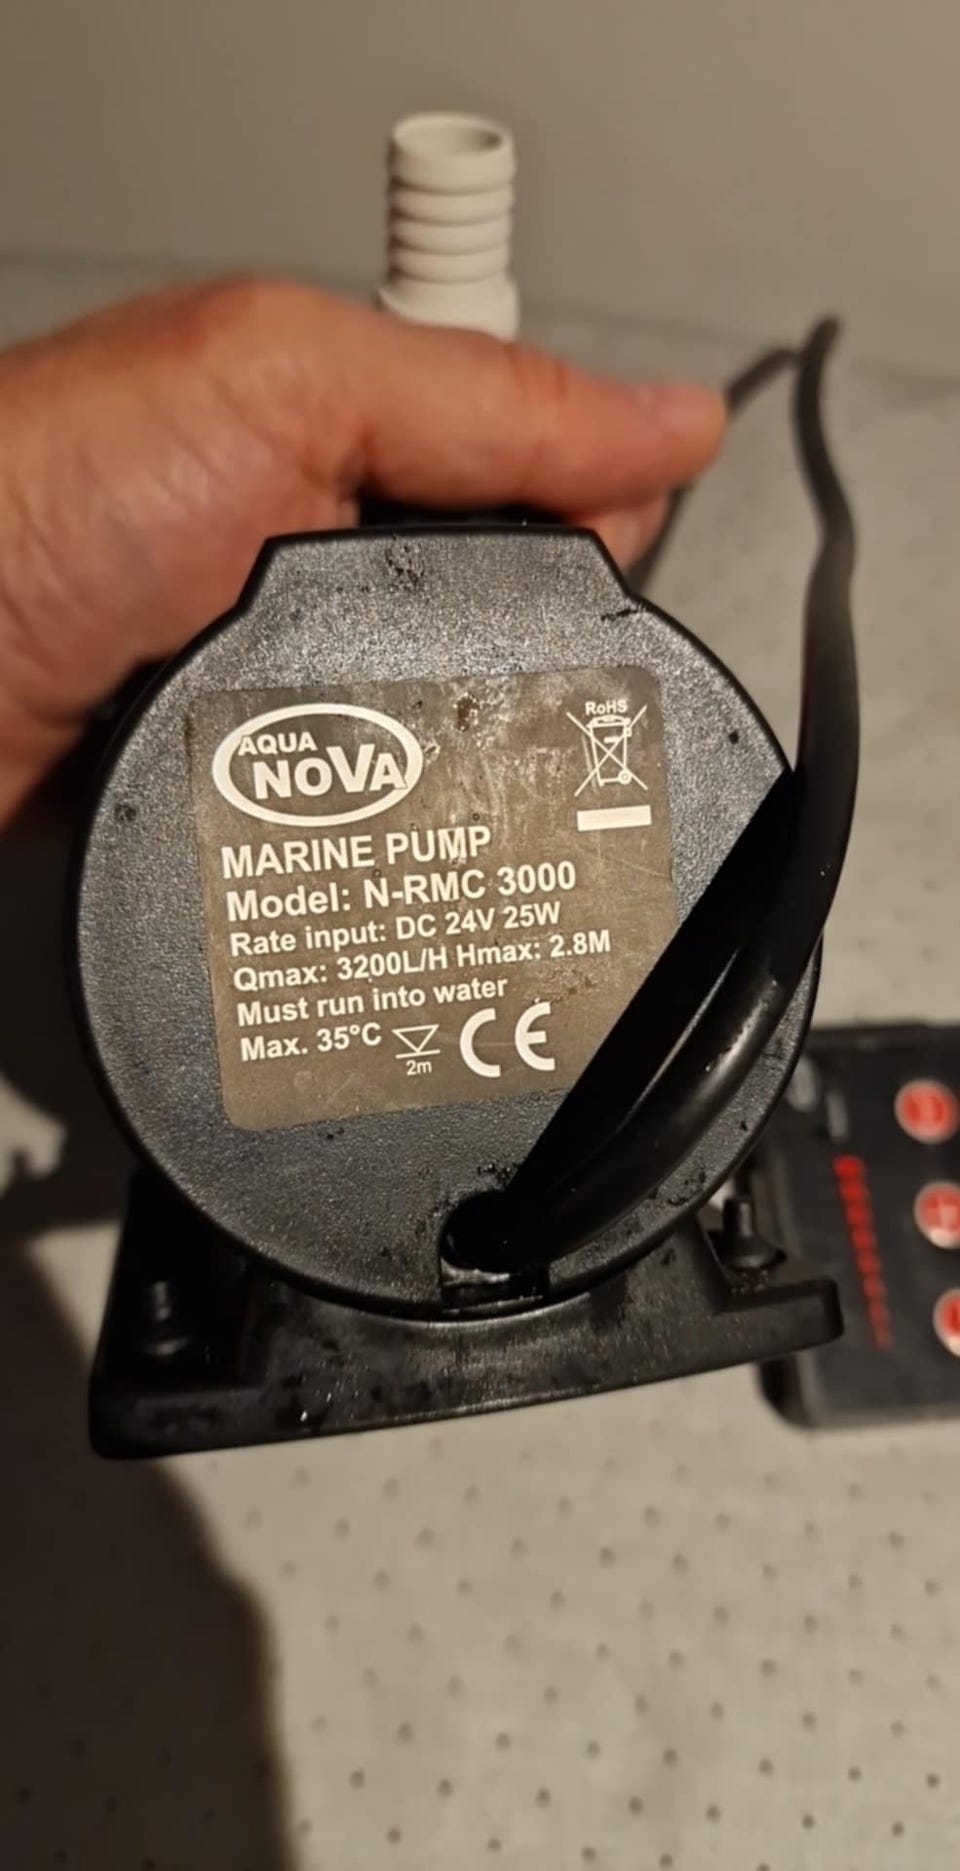 AQUA
NOVA
RoHS
MARINE PUMP
Model: N-RMC 3000
Rate input: DC 24V 25W
Qmax: 3200L/H Hmax: 2.8M
Must run into water
Max. 35°C
2m
CE